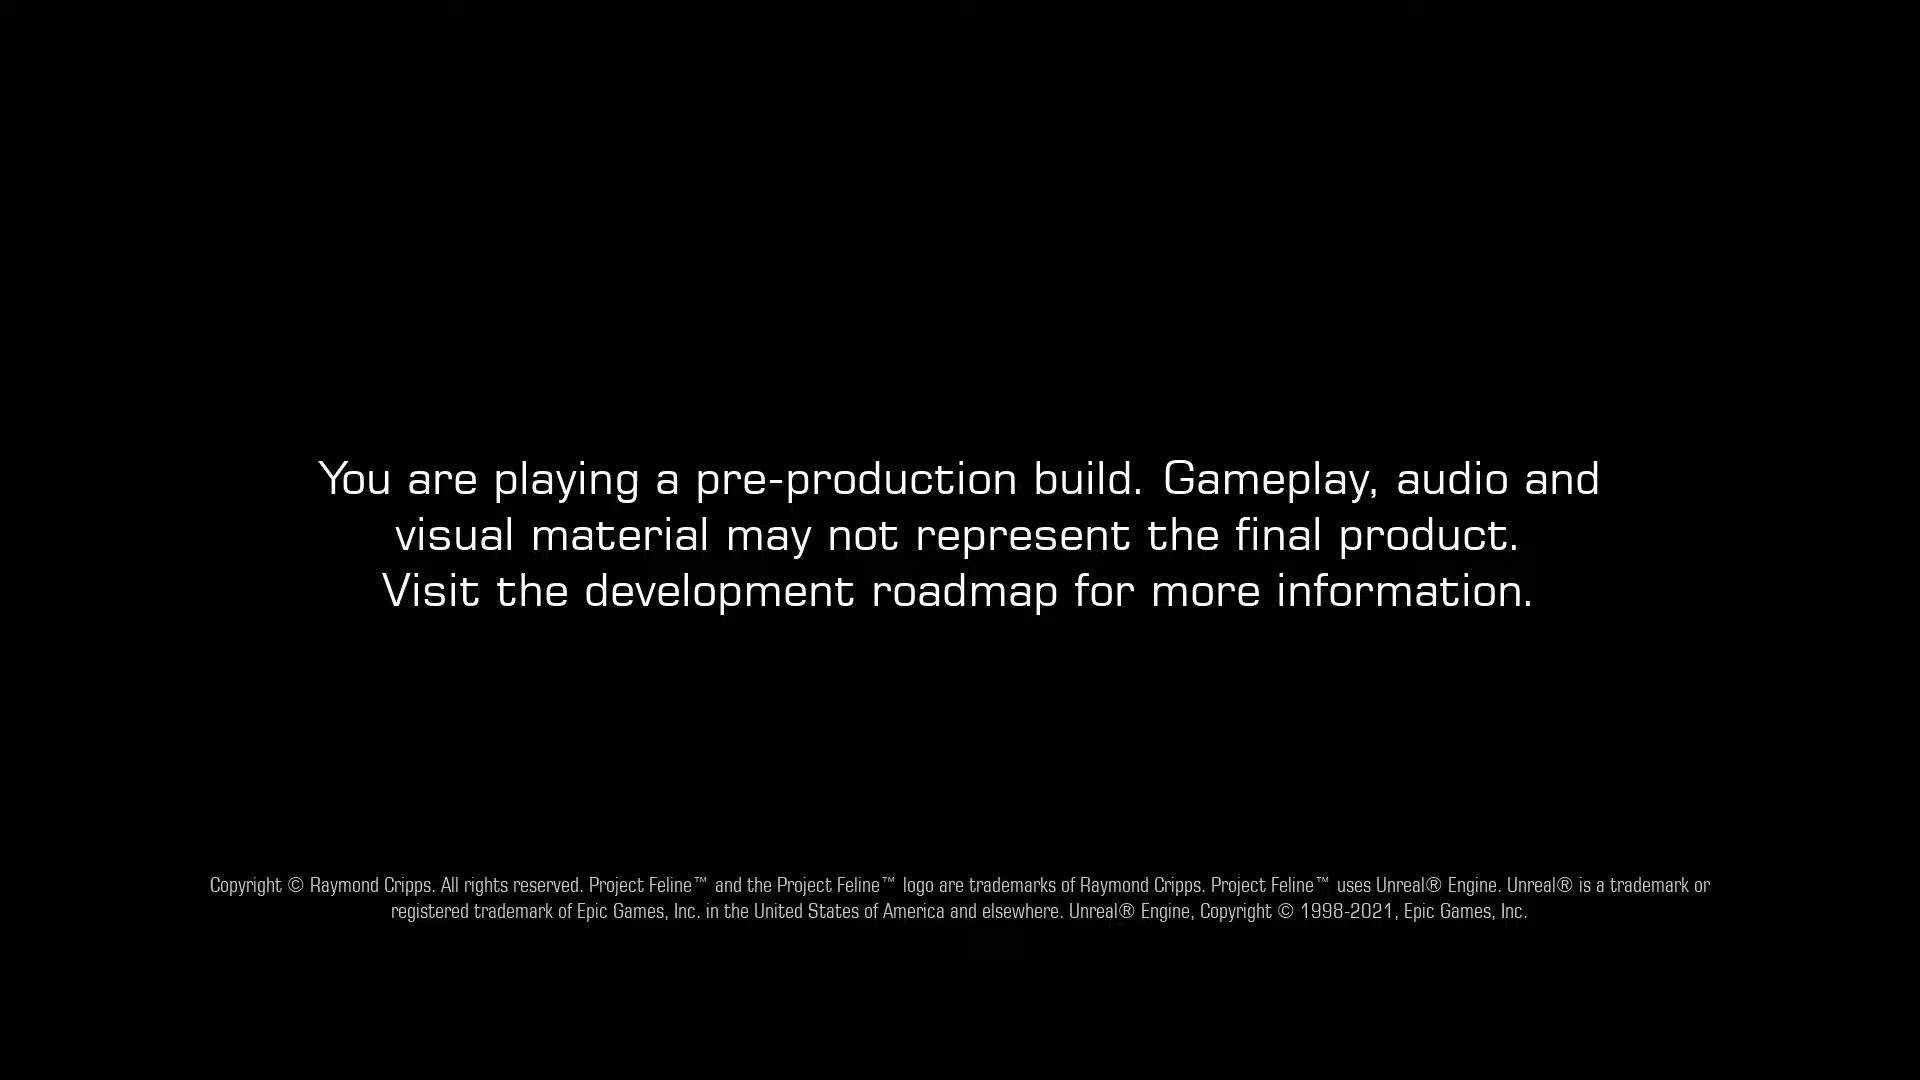 You are playing a pre-production build. Gameplay, audio and
visual material may not represent the final product.
Visit the development roadmap for more information.
Copyright © Raymond Cripps. All rights reserved. Project Feline™ and the Project Feline™ logo are trademarks of Raymond Cripps. Project Feline™ uses Unreal® Engine. Unreal® is a trademark or
registered trademark of Epic Games, Inc. in the United States of America and elsewhere. Unreal® Engine, Copyright © 1998-2021, Epic Games, Inc.